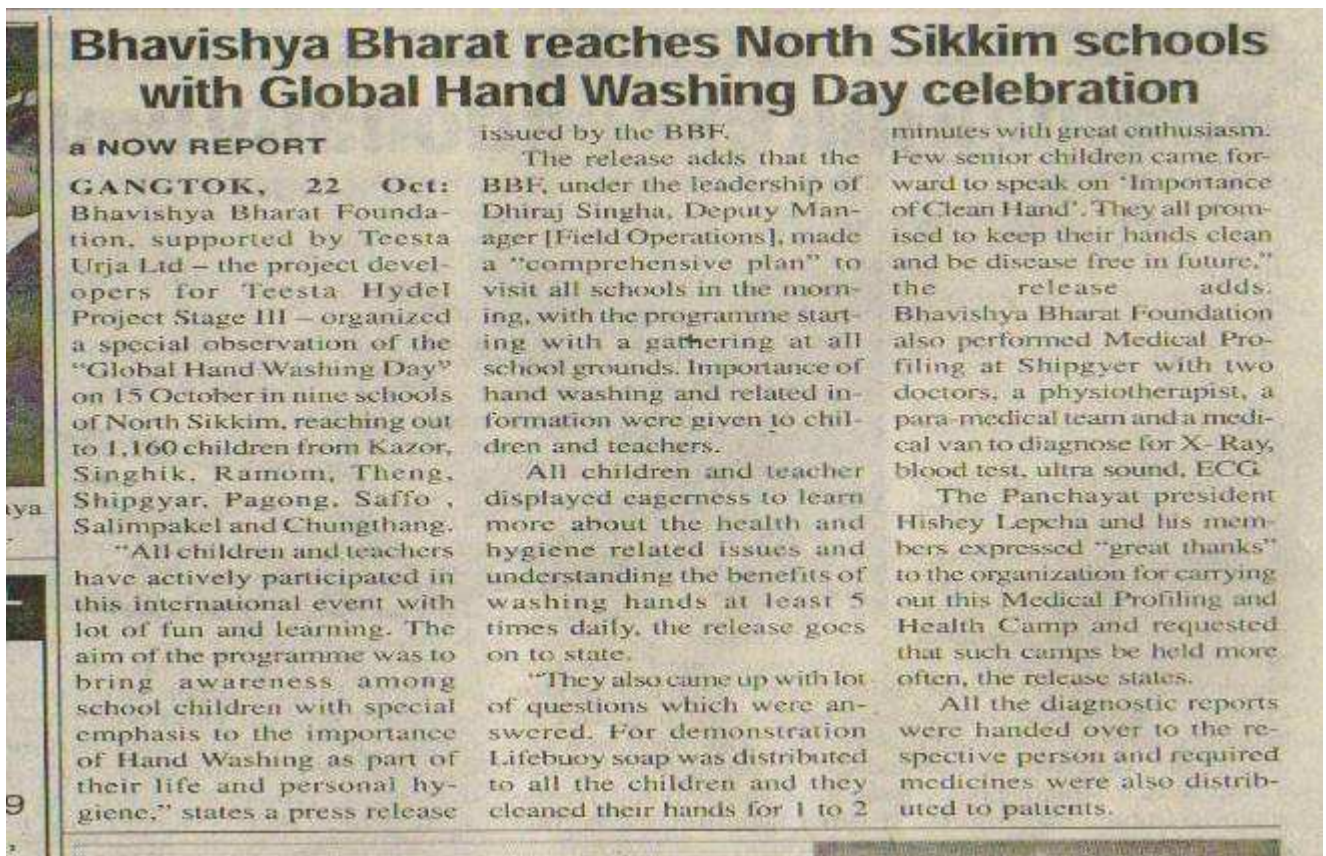 Bhavishya Bharat reaches North Sikkim schools
with Global Hand Washing Day celebration
a NOW REPORT
GANGTOK, 22 Oct:
Bhavishya Bharat Founda-
tion, supported by Teesta
Urja Ltd – the project devel-
opers for Teesta Hydel
Project Stage III – organized
a special observation of the
"Global Hand Washing Day"
on 15 October in nine schools
of North Sikkim, reaching out
to 1,160 children from Kazor,
Singhik, Ramom, Theng,
Shipgyar, Pagong, Saffo ,
Salimpakel and Chungthang.
"All children and teachers
have actively participated in
this international event with
lot of fun and learning. The
aim of the programme was to
bring awareness among
school children with special
emphasis to the importance
of Hand Washing as part of
their life and personal hy-
giene," states a press release
issued by the BBF.
The release adds that the
BBF, under the leadership of
Dhiraj Singha, Deputy Man-
ager [Field Operations], made
a "comprehensive plan" to
visit all schools in the morn-
ing, with the programme start-
ing with a gathering at all
school grounds. Importance of
hand washing and related in-
formation were given to chil-
dren and teachers.
All children and teacher
displayed eagerness to learn
more about the health and
hygiene related issues and
understanding the benefits of
washing hands at least 5
times daily, the release goes
on to state.
"They also came up with lot
of questions which were an-
swered. For demonstration
Lifebuoy soap was distributed
to all the children and they
cleaned their hands for 1 to 2
minutes with great enthusiasm.
Few senior children came for-
ward to speak on 'Importance
of Clean Hand'. They all prom-
ised to keep their hands clean
and be disease free in future,"
the release adds.
Bhavishya Bharat Foundation
also performed Medical Pro-
filing at Shipgyer with two
doctors, a physiotherapist, a
para-medical team and a medi-
cal van to diagnose for X- Ray,
blood test, ultra sound, ECG
The Panchayat president
Hishey Lepcha and his mem-
bers expressed "great thanks"
to the organization for carrying
out this Medical Profiling and
Health Camp and requested
that such camps be held more
often, the release states.
All the diagnostic reports
were handed over to the re-
spective person and required
medicines were also distrib-
uted to patients.
ya
9